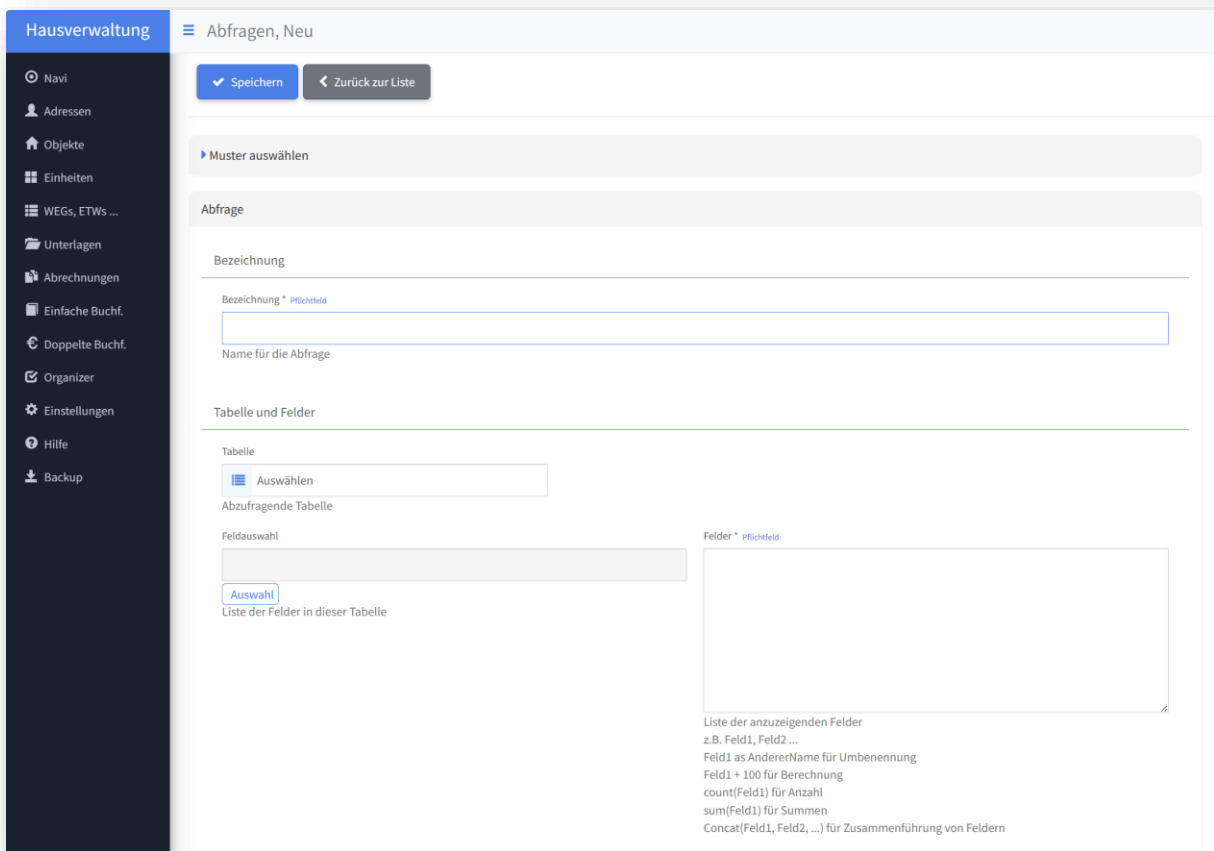 Hausverwaltung
Abfragen, Neu
Navi
Adressen
Objekte
Einheiten
WEGs, ETWs ...
Unterlagen
Abrechnungen
Einfache Buchf.
Doppelte Buchf.
Organizer
Einstellungen
Hilfe
Backup
Speichern
Zurück zur Liste
Muster auswählen
Abfrage
Bezeichnung
Bezeichnung * Pflichtfeld
Name für die Abfrage
Tabelle und Felder
Tabelle
Auswählen
Abzufragende Tabelle
Feldauswahl
Auswahl
Liste der Felder in dieser Tabelle
Felder * Pflichtfeld
Liste der anzuzeigenden Felder
z.B. Feld1, Feld2 ...
Feld1 as AndererName für Umbenennung
Feld1 + 100 für Berechnung
count(Feld1) für Anzahl
sum(Feld1) für Summen
Concat(Feld1, Feld2, ...) für Zusammenführung von Feldern